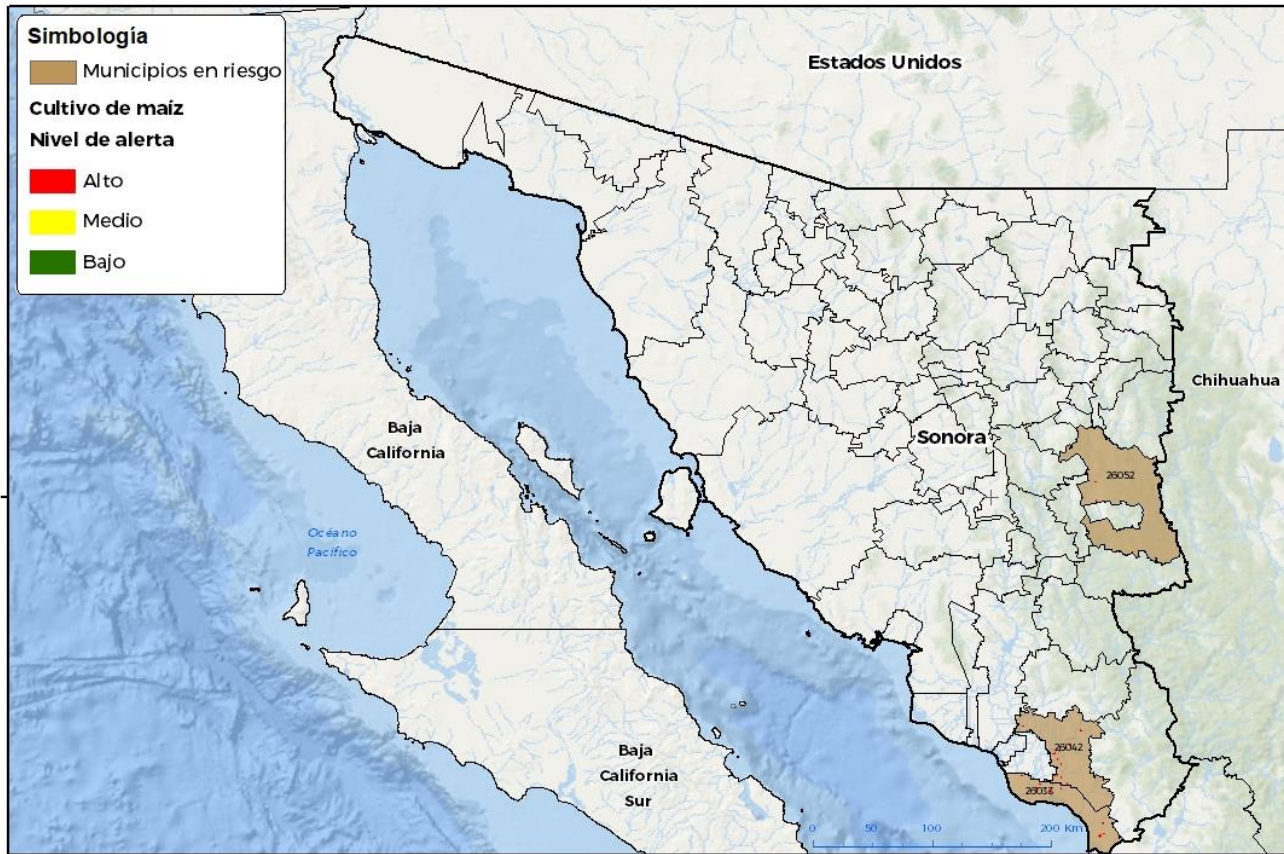 Simbología
Municipios en riesgo
Cultivo de maíz
Nivel de alerta
Alto
Medio
Bajo
Estados Unidos
Chihuahua
Baja
California
Sonora
26052
Océano
Pacífico
Baja
California
Sur
26042
0 50 100 200 Km